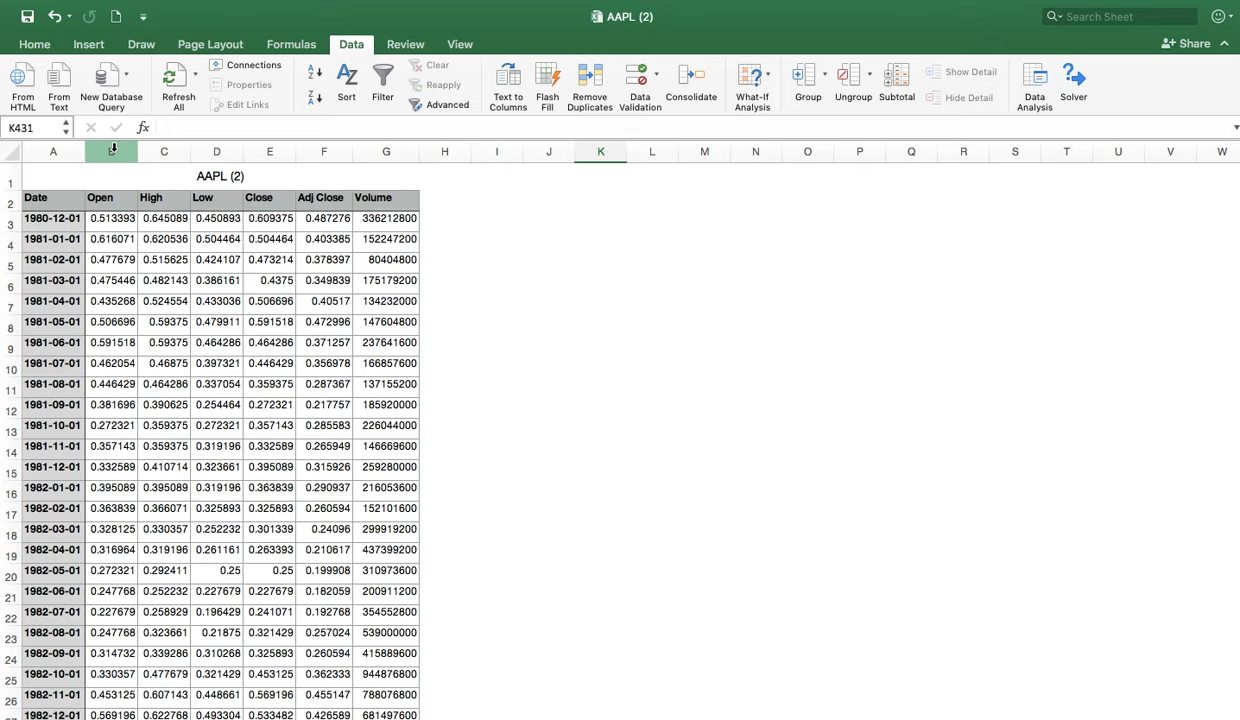 AAPL (2)
Search Sheet
Home Insert Draw Page Layout Formulas Data Review View
Share
From HTML
From Text
New Database Query
Refresh All
Connections
Properties
Edit Links
Sort
Filter
Clear
Reapply
Advanced
Text to Columns
Flash Fill
Remove Duplicates
Data Validation
Consolidate
What-If Analysis
Group
Ungroup
Subtotal
Show Detail
Hide Detail
Data Analysis
Solver
K431 fx
A C D E F G H I J K L M N O P Q R S T U V W
1 AAPL (2)
2 Date Open High Low Close Adj Close Volume
3 1980-12-01 0.513393 0.645089 0.450893 0.609375 0.487276 336212800
4 1981-01-01 0.616071 0.620536 0.504464 0.504464 0.403385 152247200
5 1981-02-01 0.477679 0.515625 0.424107 0.473214 0.378397 80404800
6 1981-03-01 0.475446 0.482143 0.386161 0.4375 0.349839 175179200
7 1981-04-01 0.435268 0.524554 0.433036 0.506696 0.40517 134232000
8 1981-05-01 0.506696 0.59375 0.479911 0.591518 0.472996 147604800
9 1981-06-01 0.591518 0.59375 0.464286 0.464286 0.371257 237641600
10 1981-07-01 0.462054 0.46875 0.397321 0.446429 0.356978 166857600
11 1981-08-01 0.446429 0.464286 0.337054 0.359375 0.287367 137155200
12 1981-09-01 0.381696 0.390625 0.254464 0.272321 0.217757 185920000
13 1981-10-01 0.272321 0.359375 0.272321 0.357143 0.285583 226044000
14 1981-11-01 0.357143 0.359375 0.319196 0.332589 0.265949 146669600
15 1981-12-01 0.332589 0.410714 0.323661 0.395089 0.315926 259280000
16 1982-01-01 0.395089 0.395089 0.319196 0.363839 0.290937 216053600
17 1982-02-01 0.363839 0.366071 0.325893 0.325893 0.260594 152101600
18 1982-03-01 0.328125 0.330357 0.252232 0.301339 0.24096 299919200
19 1982-04-01 0.316964 0.319196 0.261161 0.263393 0.210617 437399200
20 1982-05-01 0.272321 0.292411 0.25 0.25 0.199908 310973600
21 1982-06-01 0.247768 0.252232 0.227679 0.227679 0.182059 200911200
22 1982-07-01 0.227679 0.258929 0.196429 0.241071 0.192768 354552800
23 1982-08-01 0.247768 0.323661 0.21875 0.321429 0.257024 539000000
24 1982-09-01 0.314732 0.339286 0.310268 0.325893 0.260594 415889600
25 1982-10-01 0.330357 0.477679 0.321429 0.453125 0.362333 944876800
26 1982-11-01 0.453125 0.607143 0.448661 0.569196 0.455147 788076800
1982-12-01 0.569196 0.622768 0.493304 0.533482 0.426589 681497600